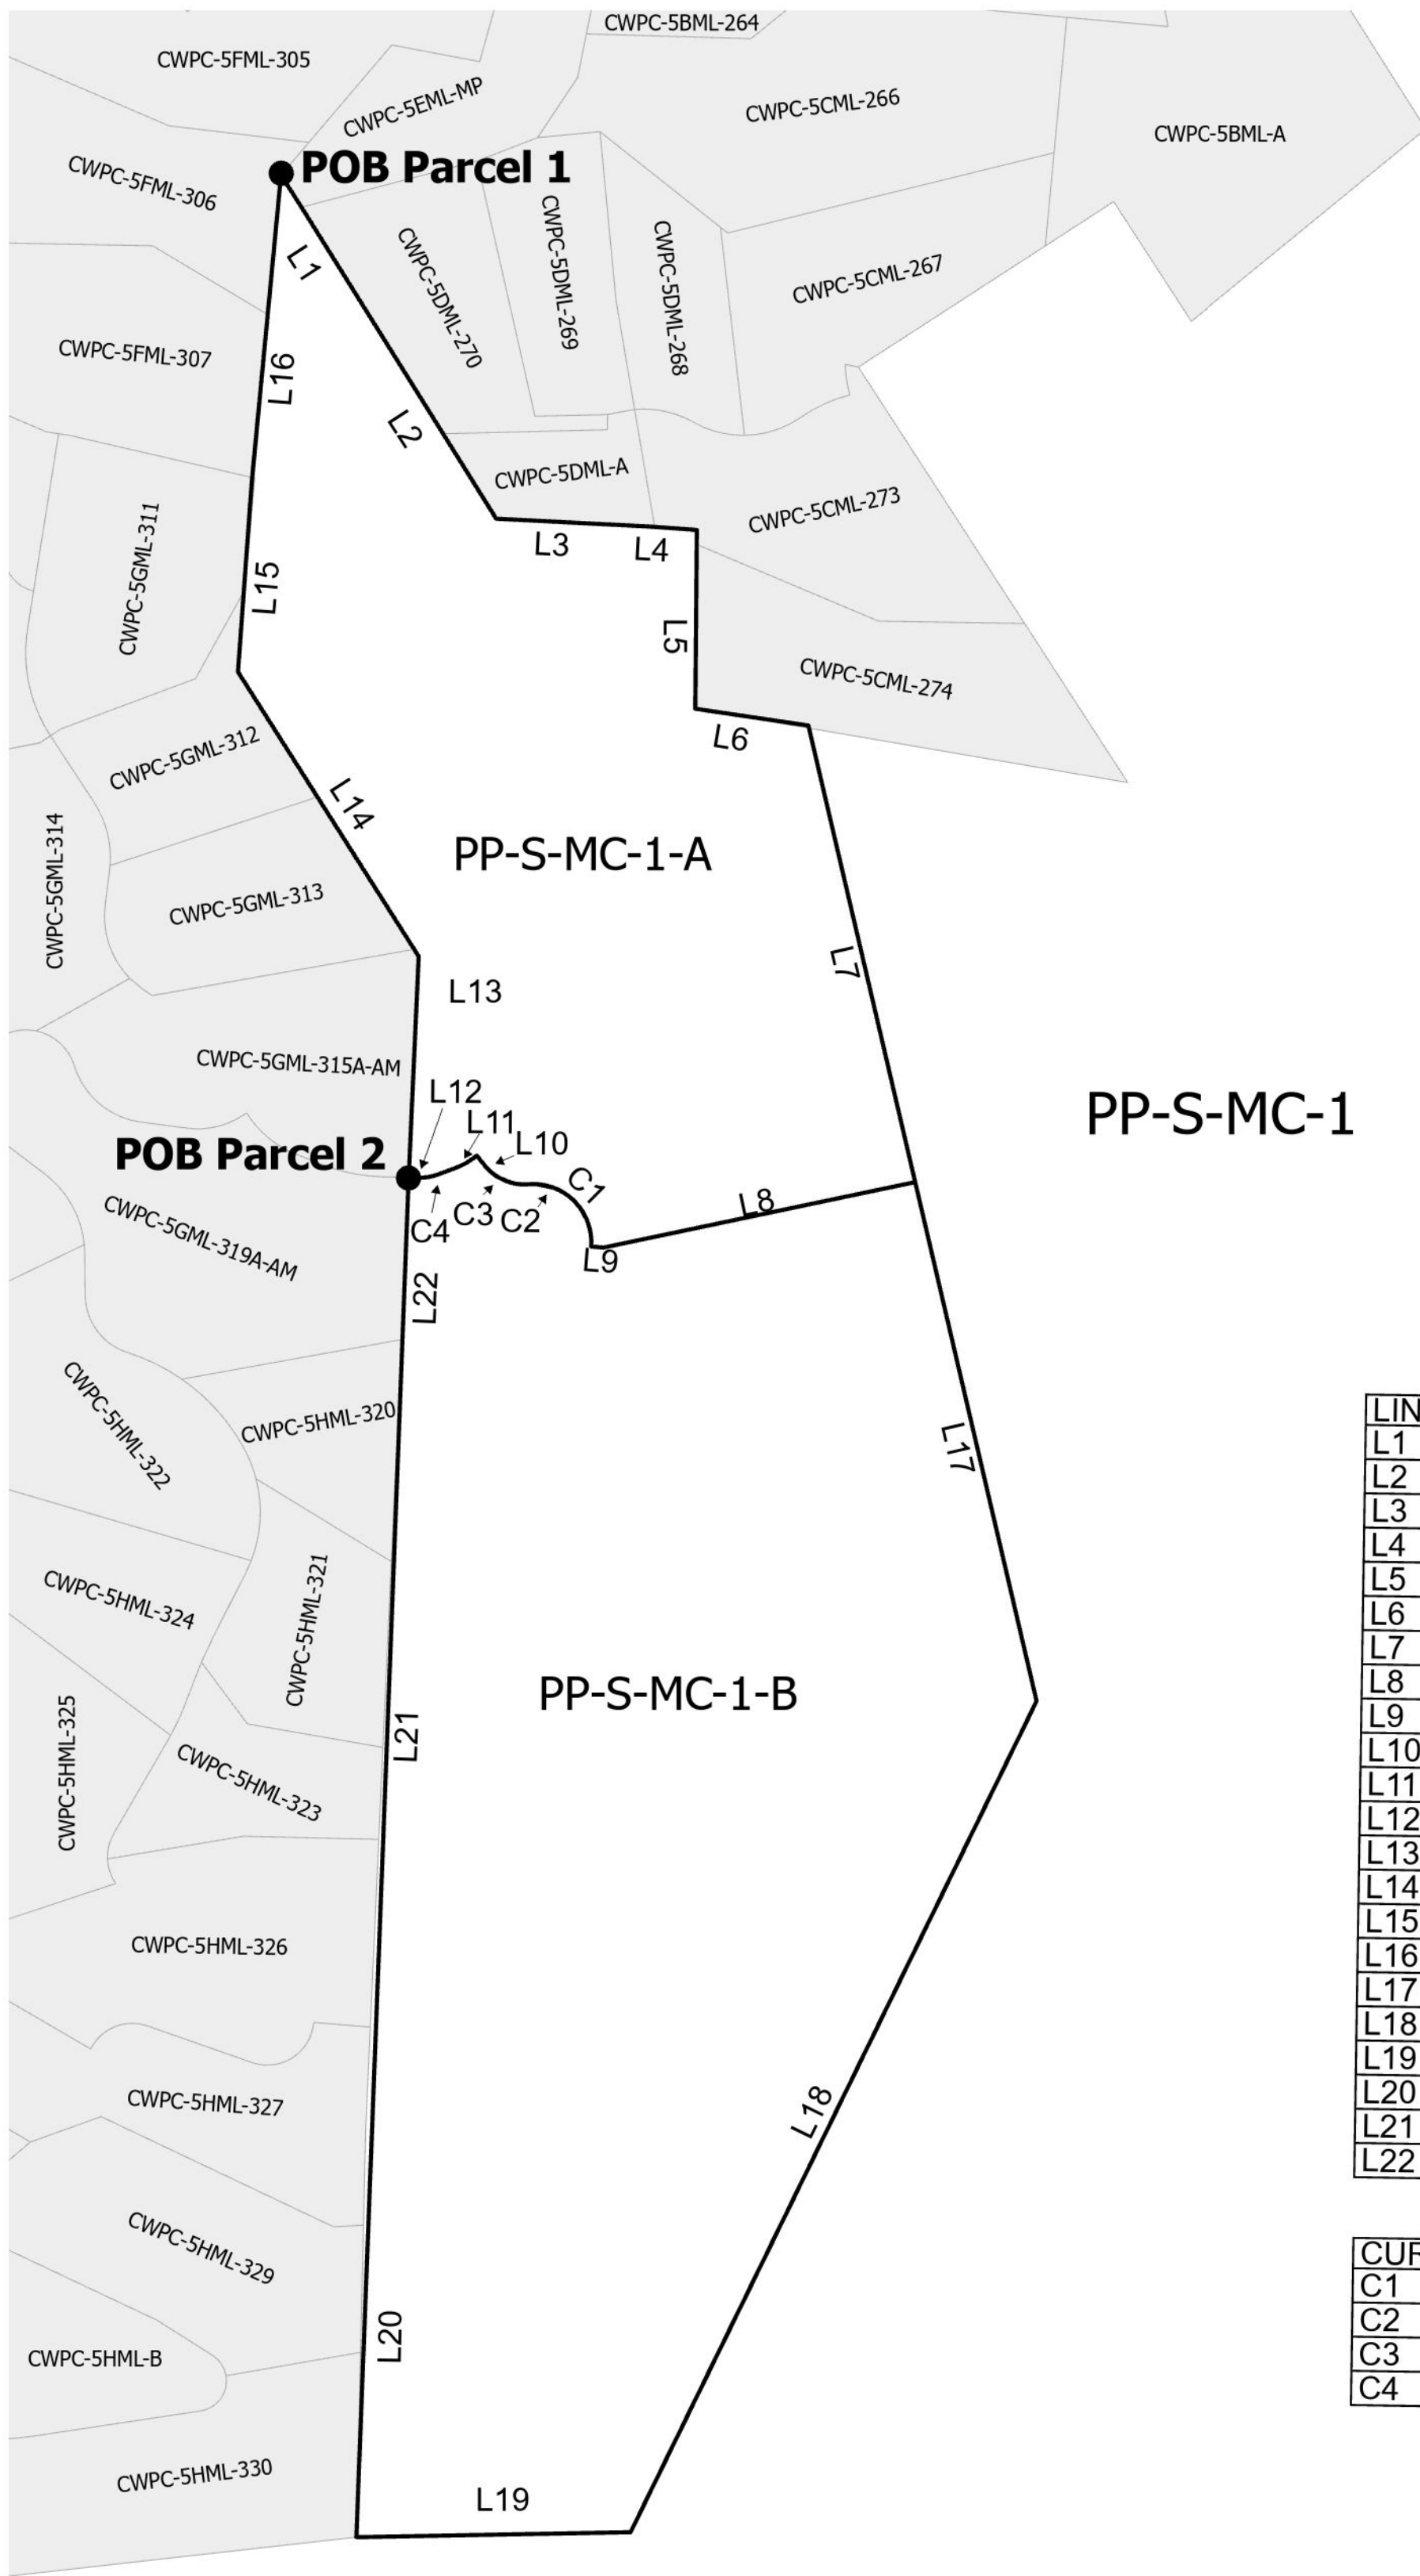 CWPC-5BML-264
CWPC-5FML-305
CWPC-5EML-MP
CWPC-5CML-266
CWPC-5BML-A
POB Parcel 1
CWPC-5FML-306
CWPC-5DML-270
CWPC-5DML-269
CWPC-5DML-268
CWPC-5CML-267
L1
CWPC-5FML-307
L16
L2
CWPC-5DML-A
CWPC-5CML-273
CWPC-5GML-311
L3
L4
L15
L5
CWPC-5CML-274
L6
CWPC-5GML-312
L14
CWPC-5GML-314
PP-S-MC-1-A
CWPC-5GML-313
L7
L13
CWPC-5GML-315A-AM
L12
L11
L10
PP-S-MC-1
POB Parcel 2
C1
C4
C3
C2
L8
L9
CWPC-5GML-319A-AM
L22
CWPC-5HML-322
CWPC-5HML-320
L17
CWPC-5HML-324
CWPC-5HML-321
PP-S-MC-1-B
CWPC-5HML-325
L21
CWPC-5HML-323
CWPC-5HML-326
CWPC-5HML-327
L18
CWPC-5HML-329
L20
CWPC-5HML-B
CWPC-5HML-330
L19
LIN
L1
L2
L3
L4
L5
L6
L7
L8
L9
L10
L11
L12
L13
L14
L15
L16
L17
L18
L19
L20
L21
L22
CUR
C1
C2
C3
C4